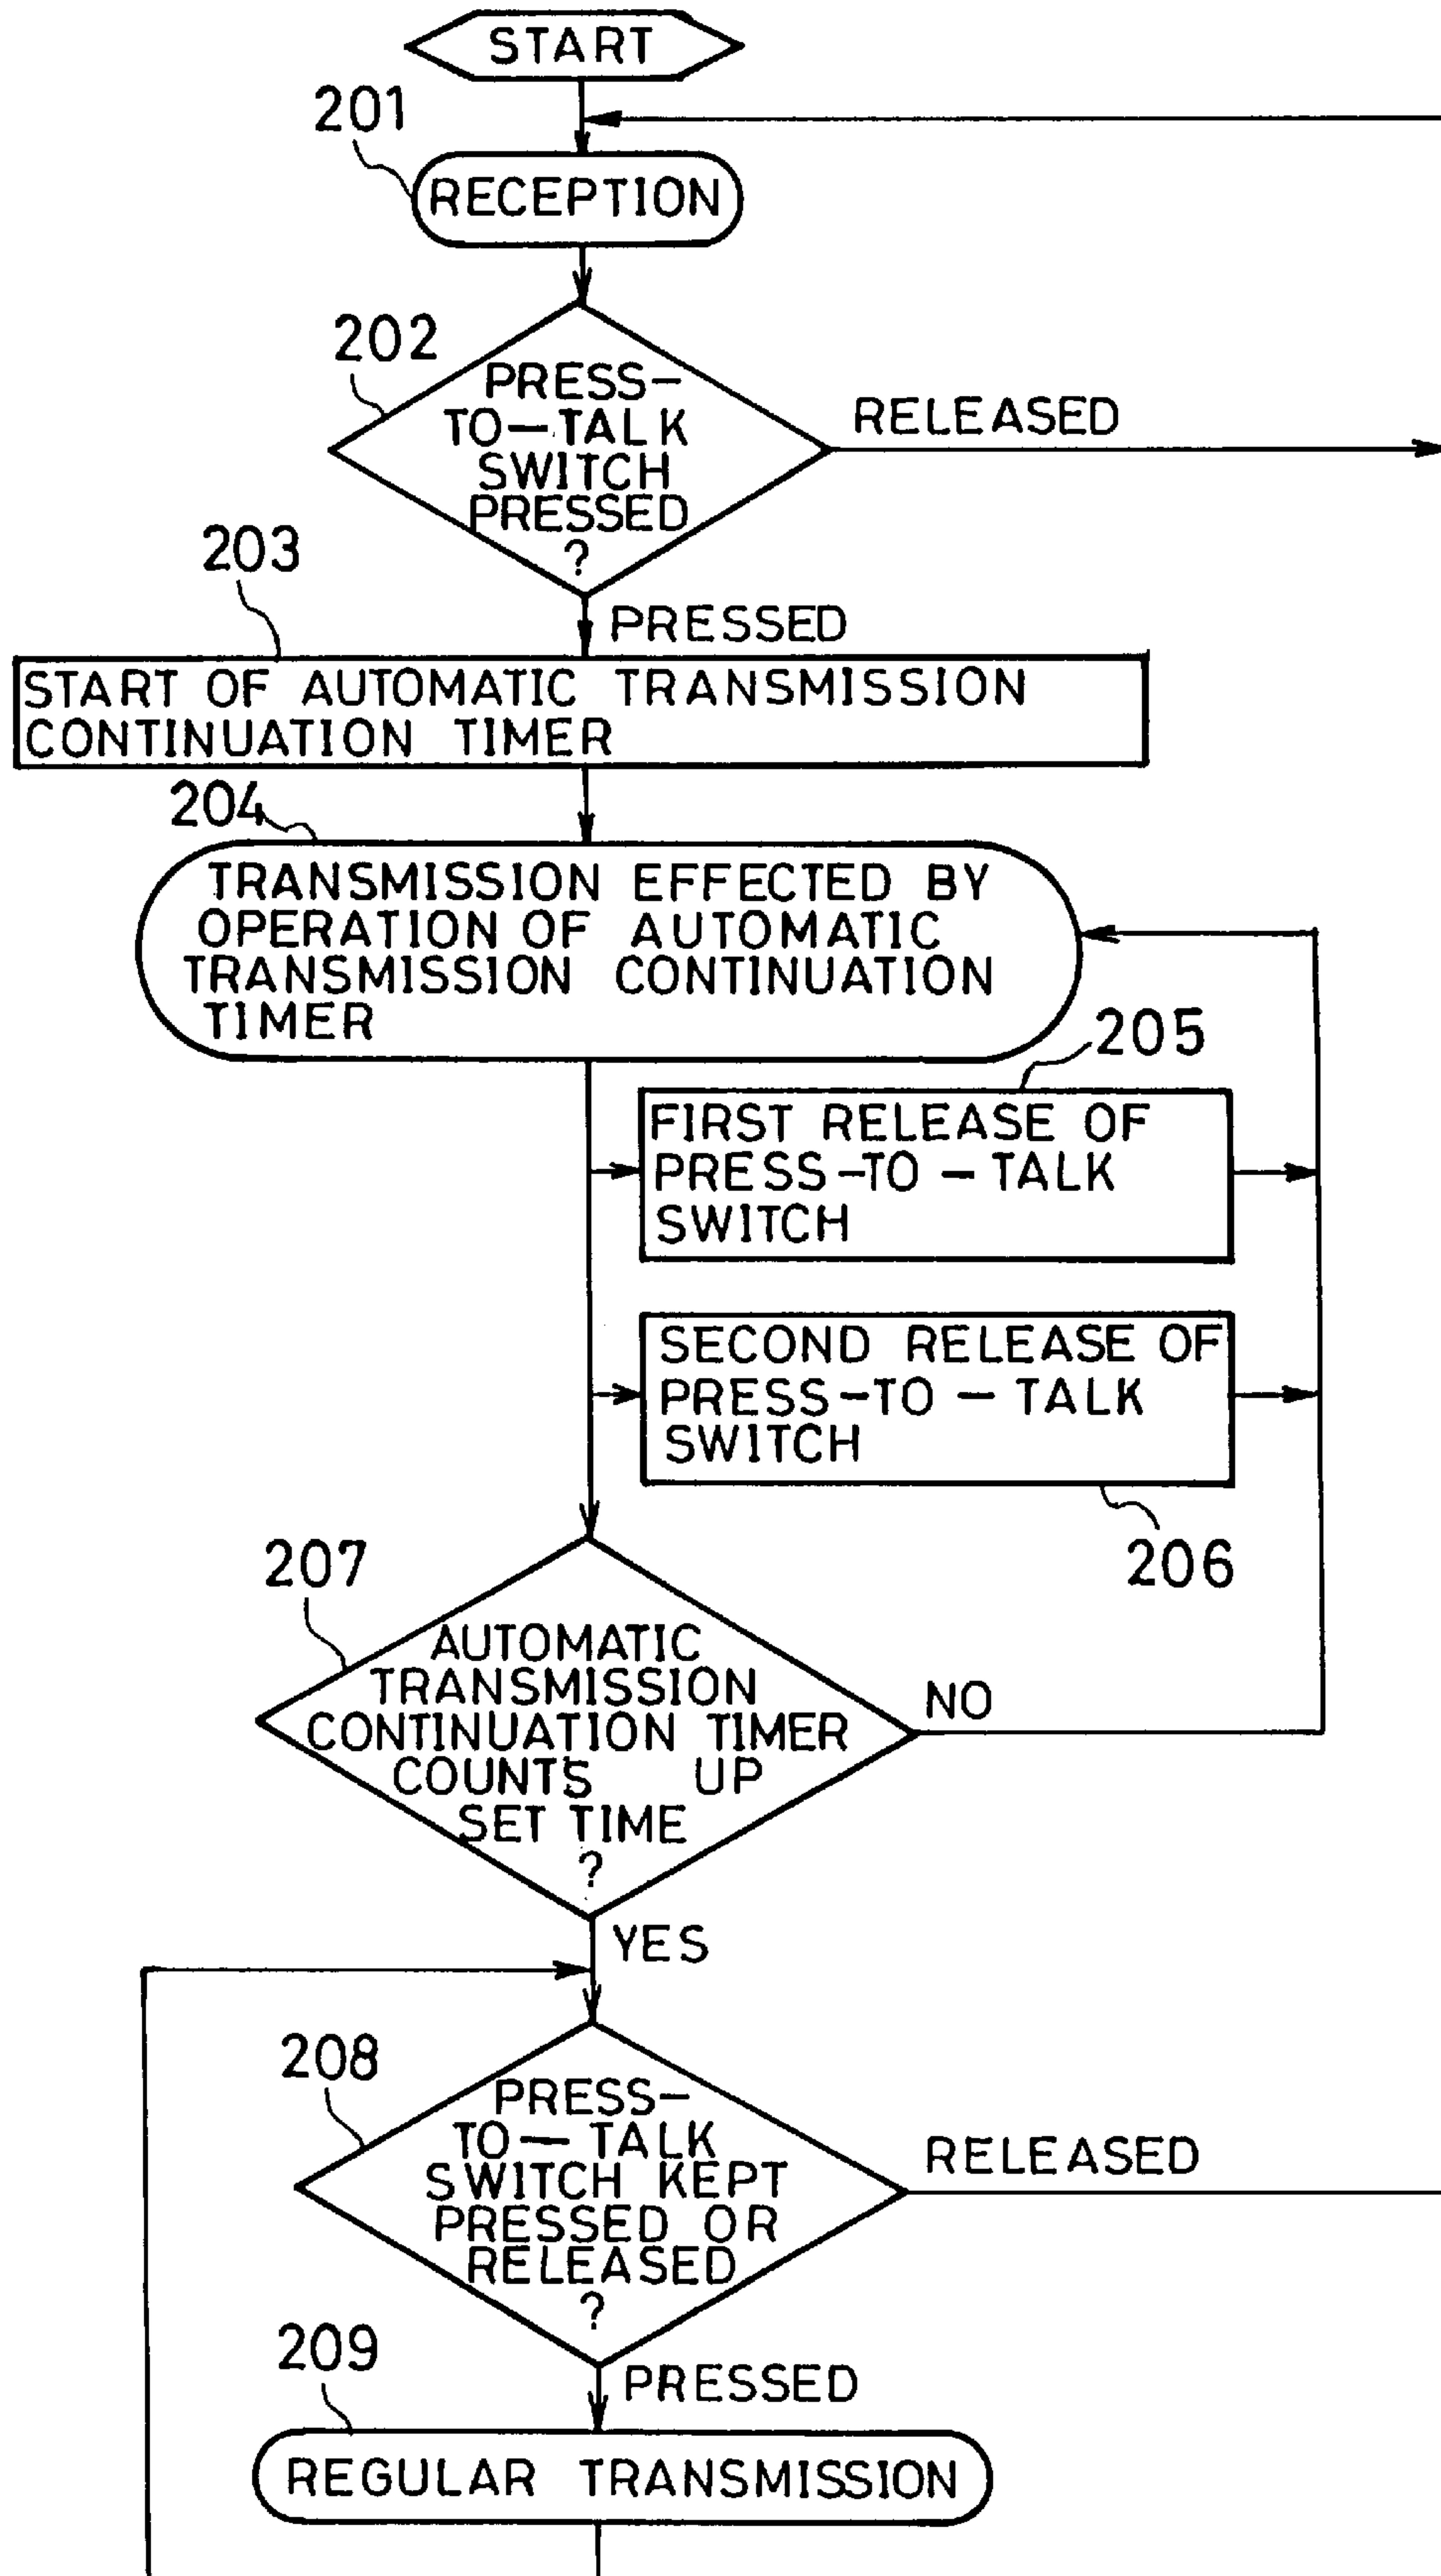 START
201
RECEPTION
202
PRESS-
TO-TALK
SWITCH
PRESSED
?
RELEASED
203
PRESSED
START OF AUTOMATIC TRANSMISSION
CONTINUATION TIMER
204
TRANSMISSION EFFECTED BY
OPERATION OF AUTOMATIC
TRANSMISSION CONTINUATION
TIMER
205
FIRST RELEASE OF
PRESS-TO-TALK
SWITCH
SECOND RELEASE OF
PRESS-TO-TALK
SWITCH
206
207
AUTOMATIC
TRANSMISSION
CONTINUATION TIMER
COUNTS UP
SET TIME
?
NO
YES
208
PRESS-
TO-TALK
SWITCH KEPT
PRESSED OR
RELEASED
?
RELEASED
209
PRESSED
REGULAR TRANSMISSION